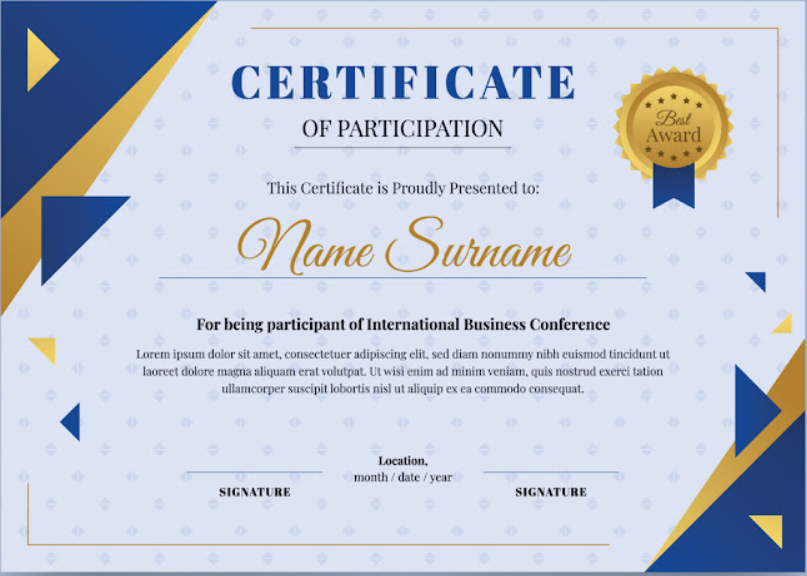 CERTIFICATE
OF PARTICIPATION
Best
Award
This Certificate is Proudly Presented to:
Name Surname
For being participant of International Business Conference
Lorem ipsum dolor sit amet, consectetuer adipiscing elit, sed diam nonummy nibh euismod tincidunt ut
laoreet dolore magna aliquam erat volutpat. Ut wisi enim ad minim veniam, quis nostrud exerci tation
ullamcorper suscipit lobortis nisl ut aliquip ex ea commodo consequat.
Location,
month / date / year
SIGNATURE
SIGNATURE